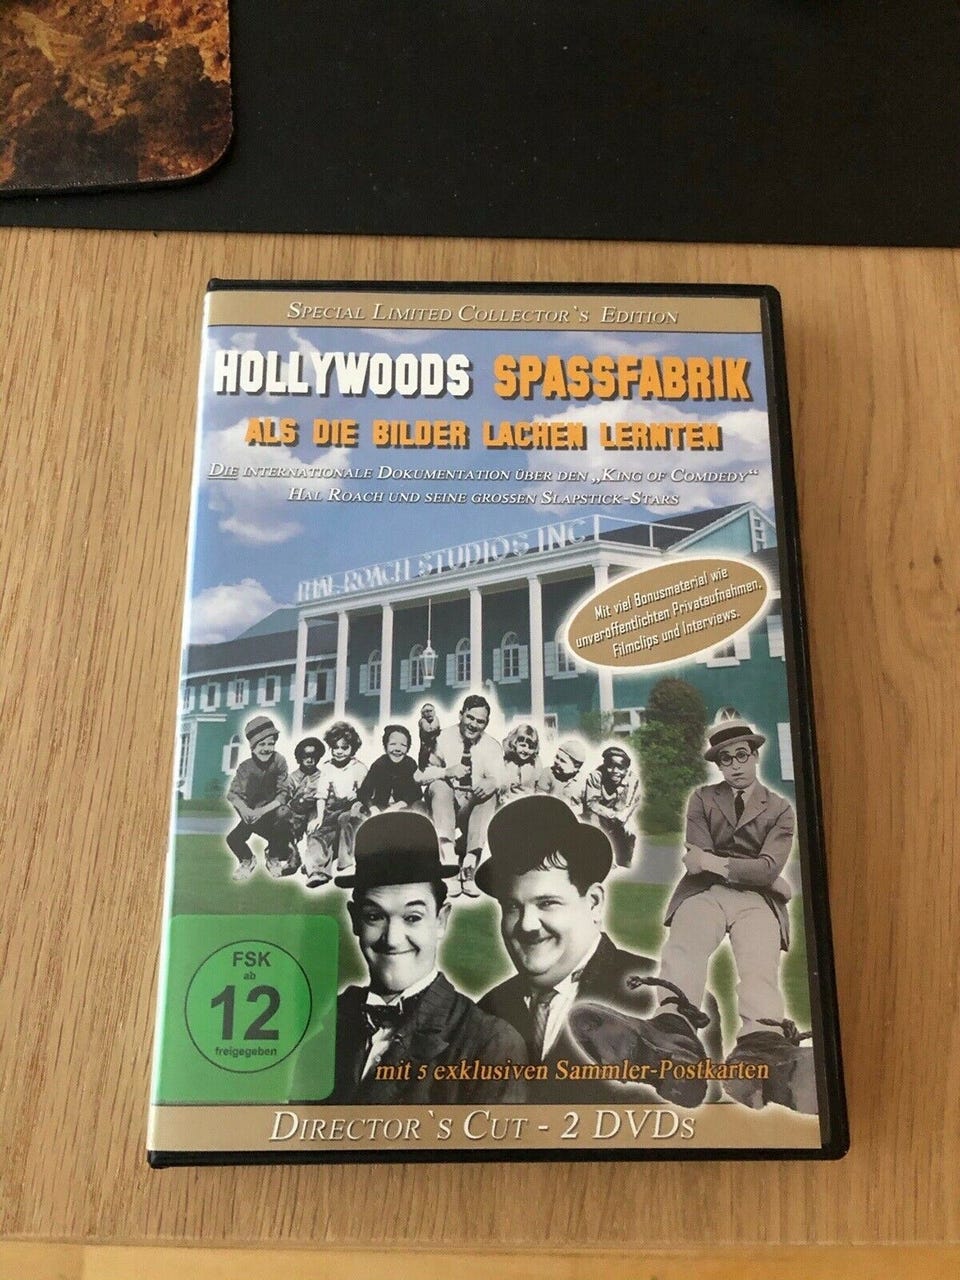 SPECIAL LIMITED COLLECTOR`S EDITION
HOLLYWOODS SPASSFABRIK
ALS DIE BILDER LACHEN LERNTEN
DIE INTERNATIONALE DOKUMENTATION ÜBER DEN „KING OF COMDEDY“
HAL ROACH UND SEINE GROSSEN SLAPSTICK-STARS
HAL ROACH STUDIOS INC
Mit viel Bonusmaterial wie
unveröffentlichten Privataufnahmen,
Filmclips und Interviews.
FSK
ab
12
freigegeben
mit 5 exklusiven Sammler-Postkarten
DIRECTOR`S CUT - 2 DVDS